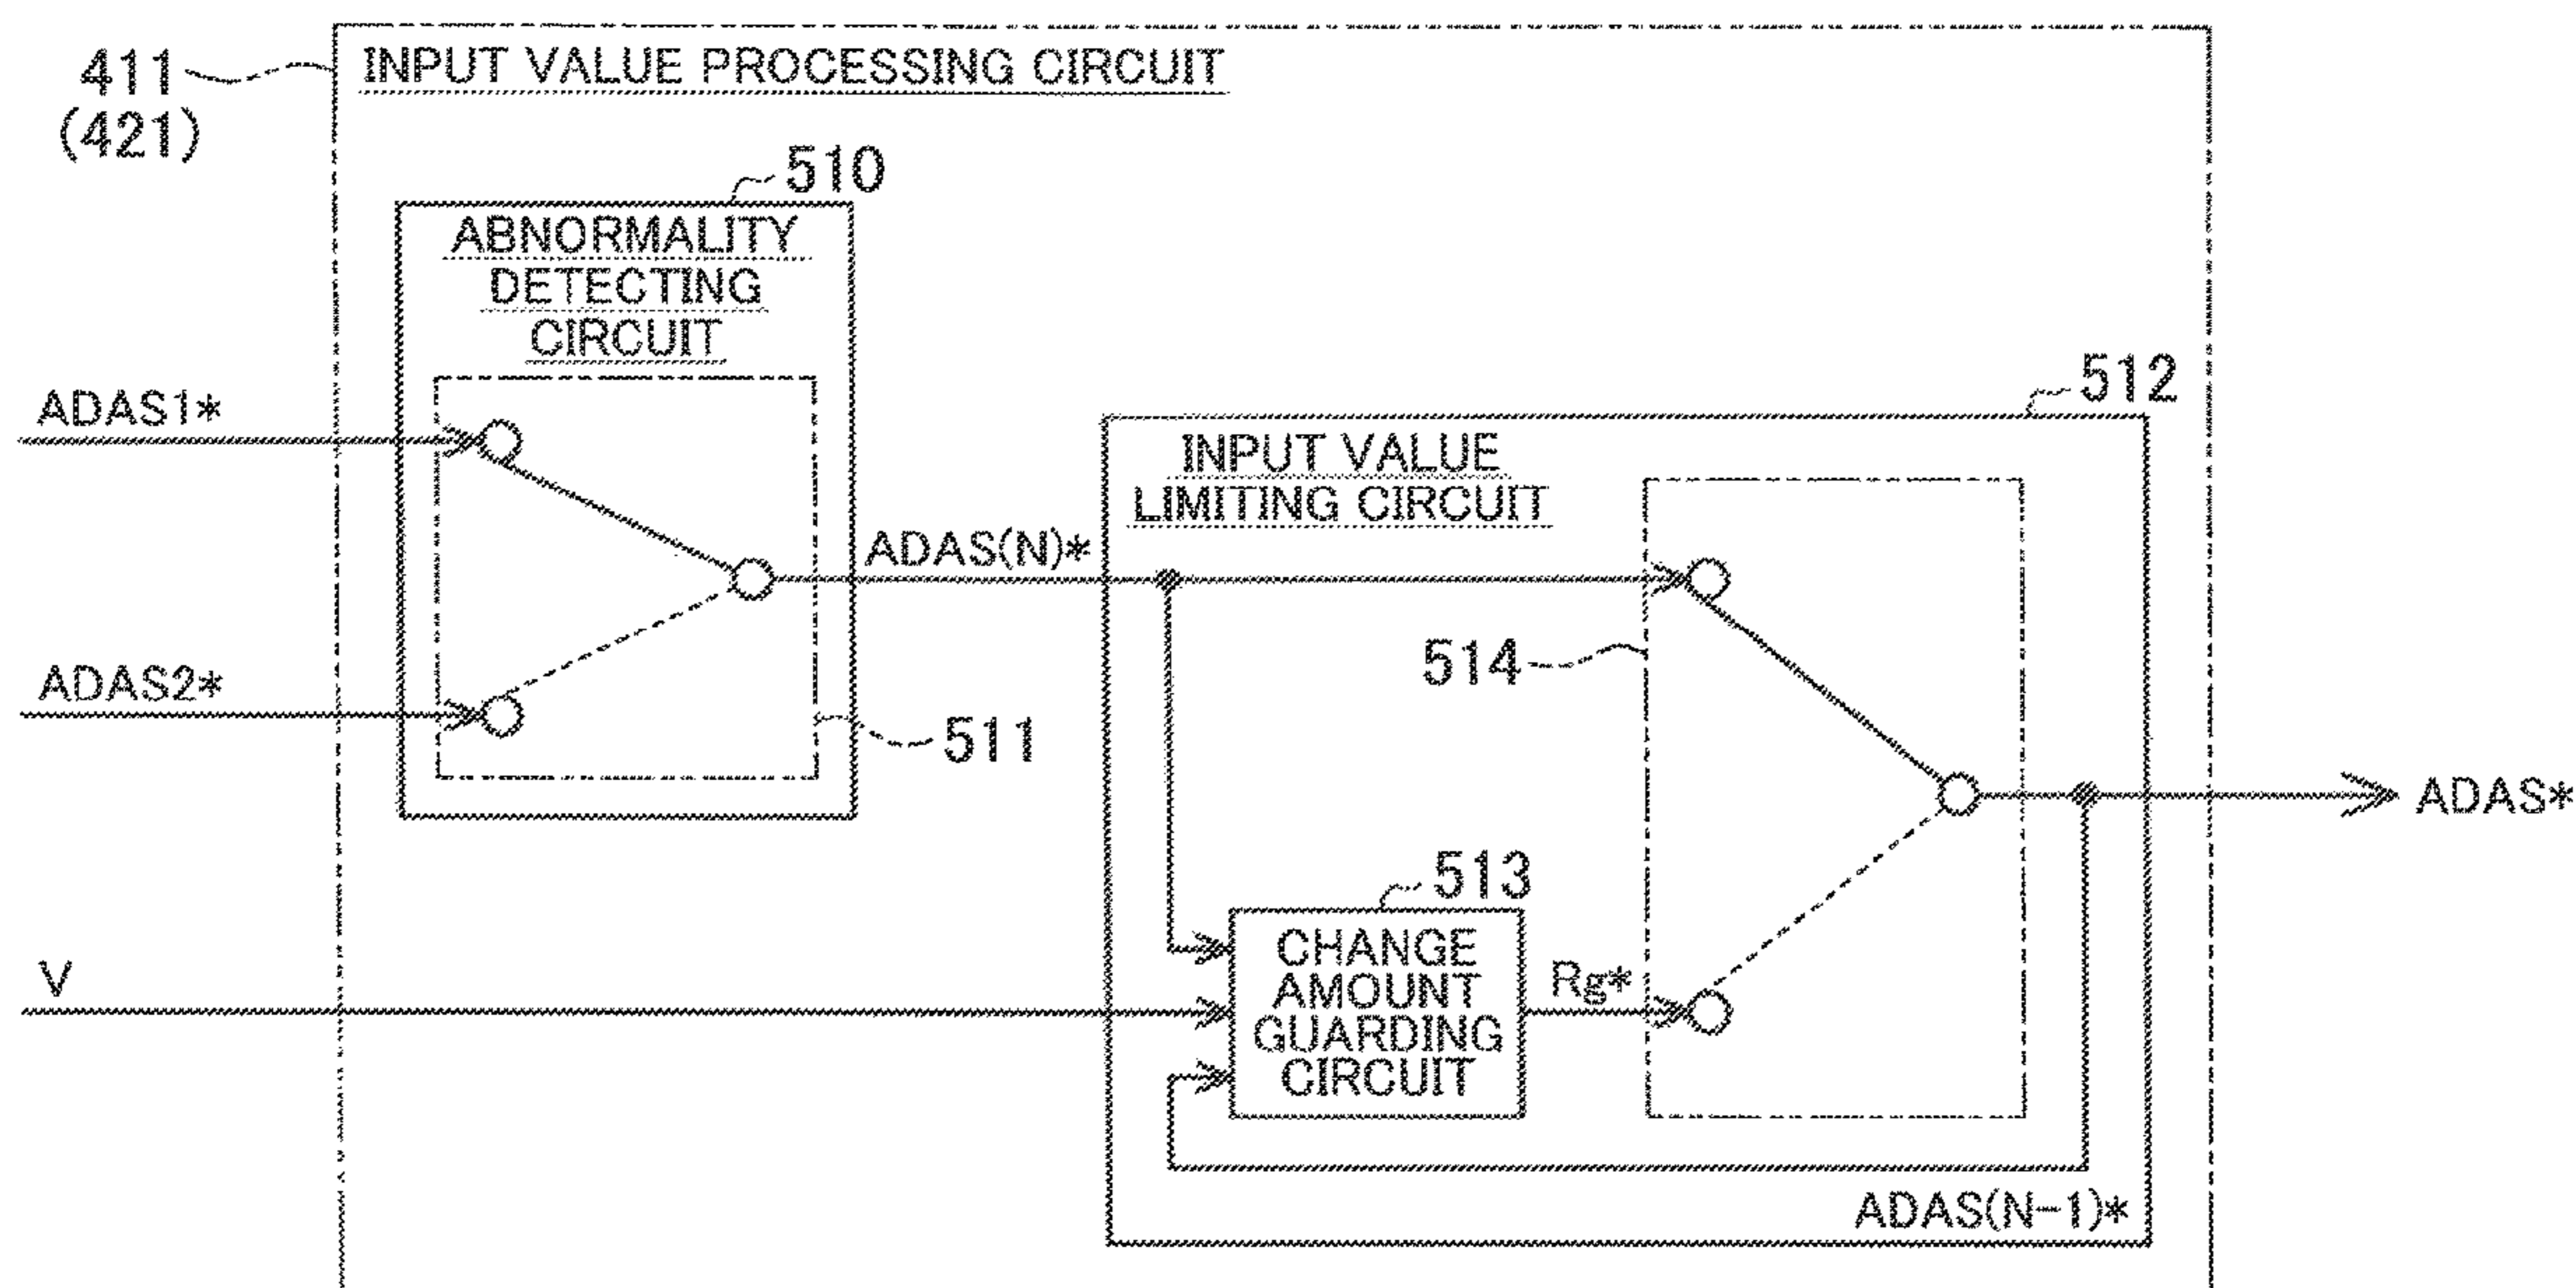 411
(421)
INPUT VALUE PROCESSING CIRCUIT
510
ABNORMALITY
DETECTING
CIRCUIT
512
ADAS1*
INPUT VALUE
LIMITING CIRCUIT
ADAS(N)*
514
ADAS2*
511
ADAS*
513
CHANGE
AMOUNT
GUARDING
CIRCUIT
V
Rg*
ADAS(N-1)*